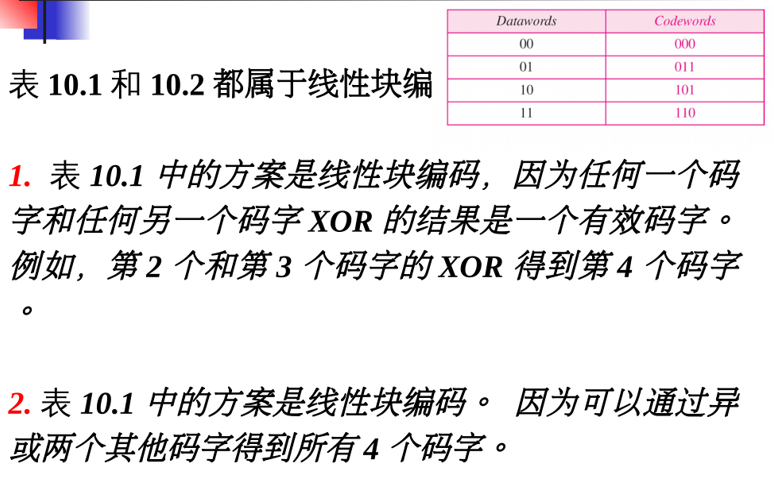 Datawords Codewords
00 000
01 011
10 101
11 110
表 10.1 和 10.2 都属于线性块编
1. 表 10.1 中的方案是线性块编码，因为任何一个码
字和任何另一个码字 XOR 的结果是一个有效码字。
例如，第 2 个和第 3 个码字的 XOR 得到第 4 个码字
。
2. 表 10.1 中的方案是线性块编码。 因为可以通过异
或两个其他码字得到所有 4 个码字。